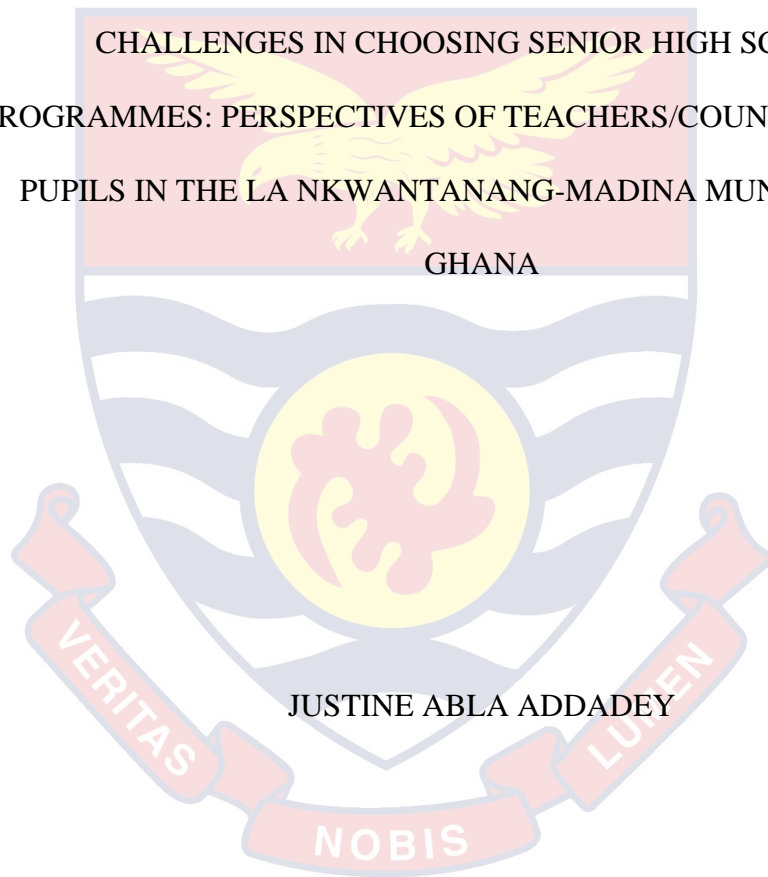 CHALLENGES IN CHOOSING SENIOR HIGH SC
ROGRAMMES: PERSPECTIVES OF TEACHERS/COUN
PUPILS IN THE LA NKWANTANANG-MADINA MUN
GHANA
JUSTINE ABLA ADDADEY
VERITAS
NOBIS
LUMEN